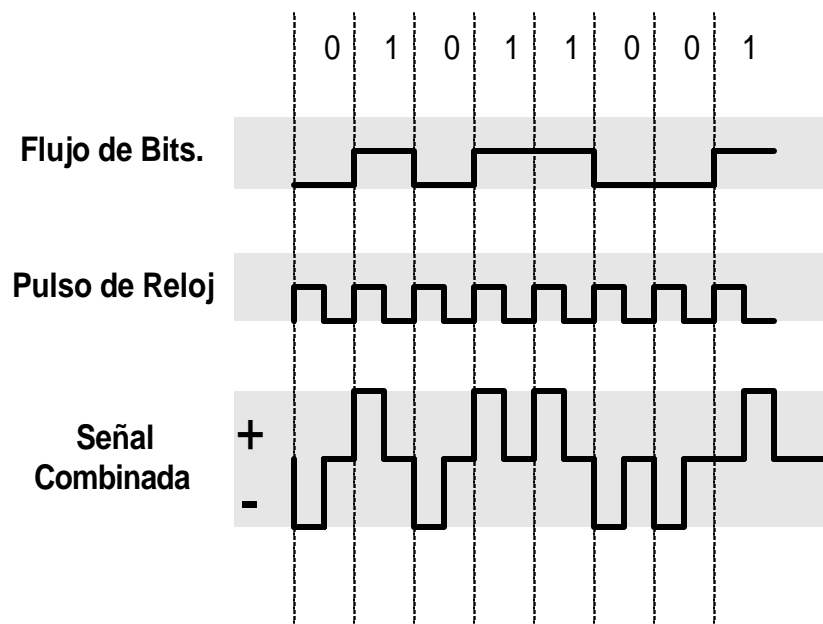 0 1 0 1 1 0 0 1
Flujo de Bits.
Pulso de Reloj
Señal
Combinada
+
-